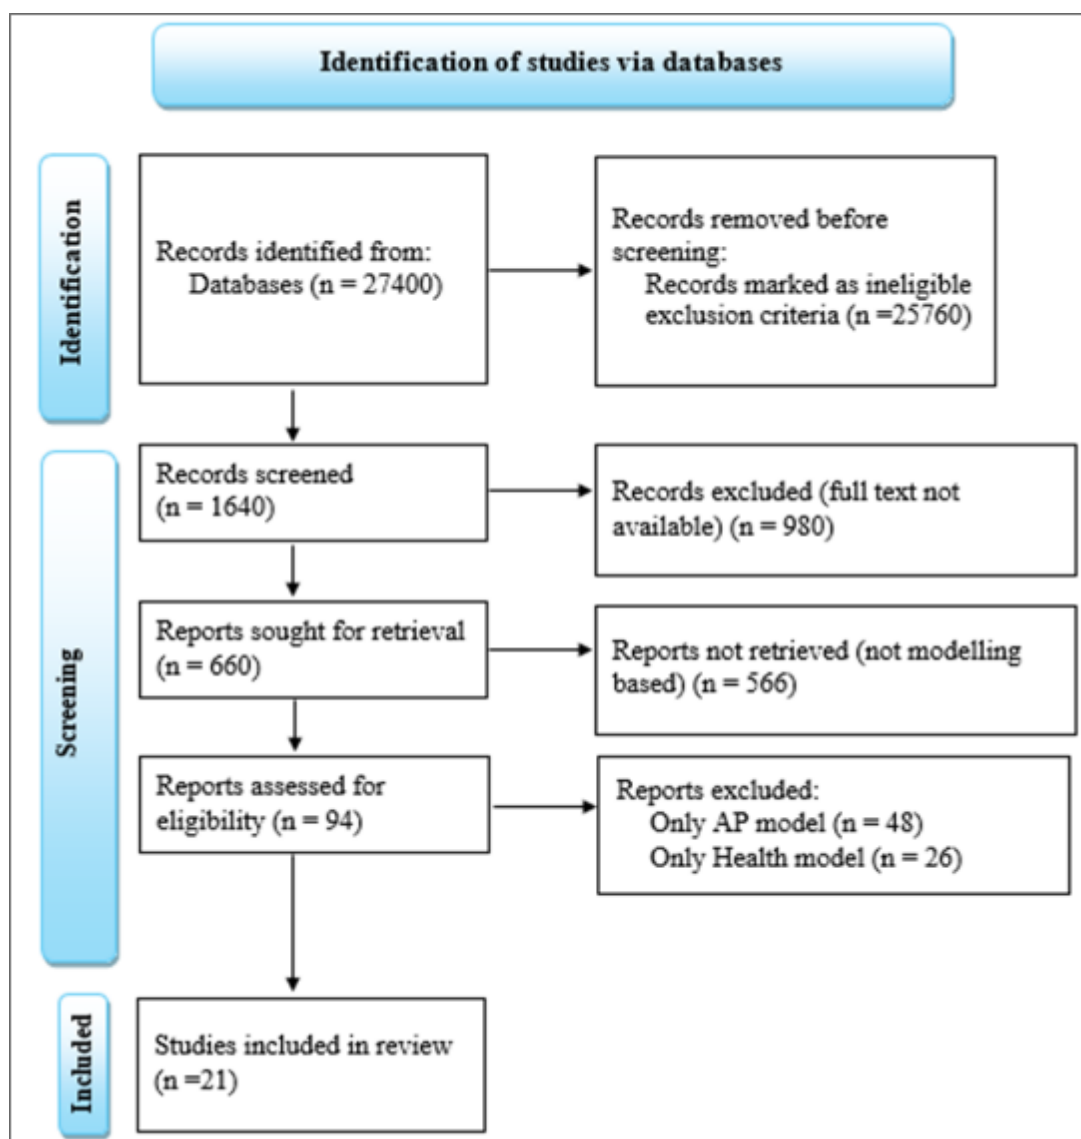 Identification of studies via databases
Identification
Records identified from:
Databases (n = 27400)
Records removed before
screening:
Records marked as ineligible
exclusion criteria (n =25760)
Screening
Records screened
(n = 1640)
Records excluded (full text not
available) (n = 980)
Reports sought for retrieval
(n = 660)
Reports not retrieved (not modelling
based) (n = 566)
Reports assessed for
eligibility (n = 94)
Reports excluded:
Only AP model (n = 48)
Only Health model (n = 26)
Included
Studies included in review
(n =21)